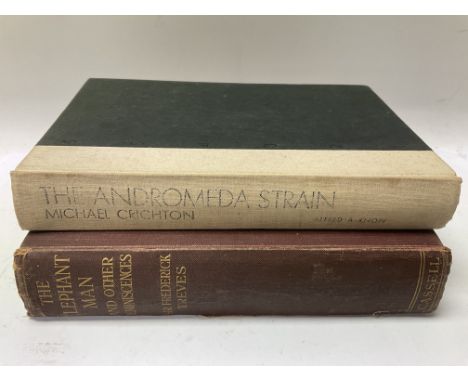 THE ANDROMEDA STRAIN
MICHAEL CRICHTON
ALFRED·A·KNOPF
THE
ELEPHANT
MAN
AND OTHER
REMINISCENCES
SIR FREDERICK
TREVES
CASSELL